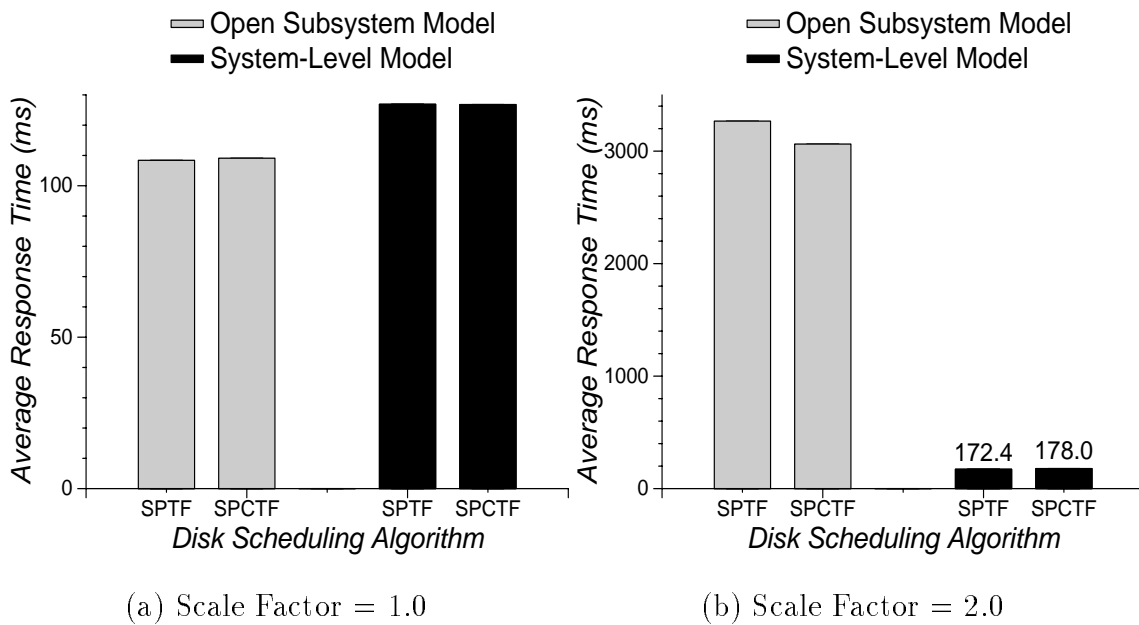 Open Subsystem Model
System-Level Model
Average Response Time (ms)
100
50
0
SPTF SPCTF SPTF SPCTF
Disk Scheduling Algorithm
(a) Scale Factor = 1.0
Open Subsystem Model
System-Level Model
Average Response Time (ms)
3000
2000
1000
0
172.4 178.0
SPTF SPCTF SPTF SPCTF
Disk Scheduling Algorithm
(b) Scale Factor = 2.0